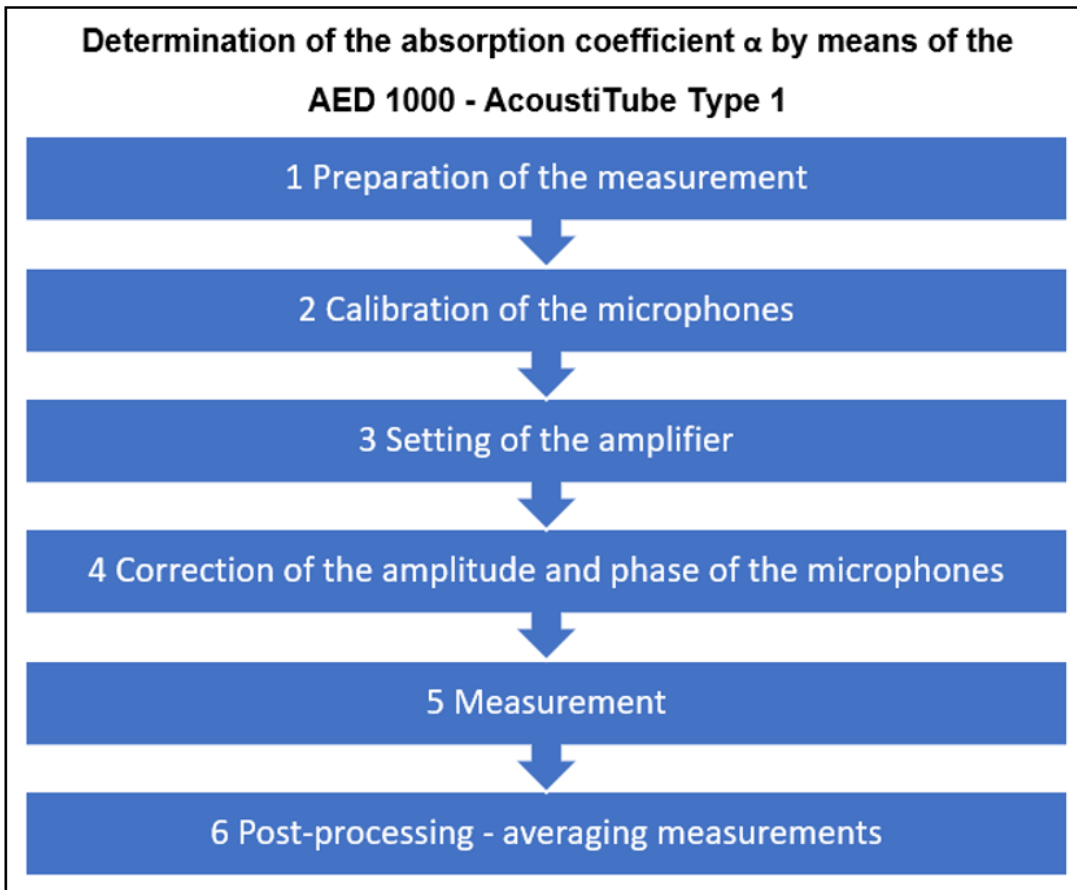 Determination of the absorption coefficient α by means of the
AED 1000 - AcoustiTube Type 1
1 Preparation of the measurement
2 Calibration of the microphones
3 Setting of the amplifier
4 Correction of the amplitude and phase of the microphones
5 Measurement
6 Post-processing - averaging measurements